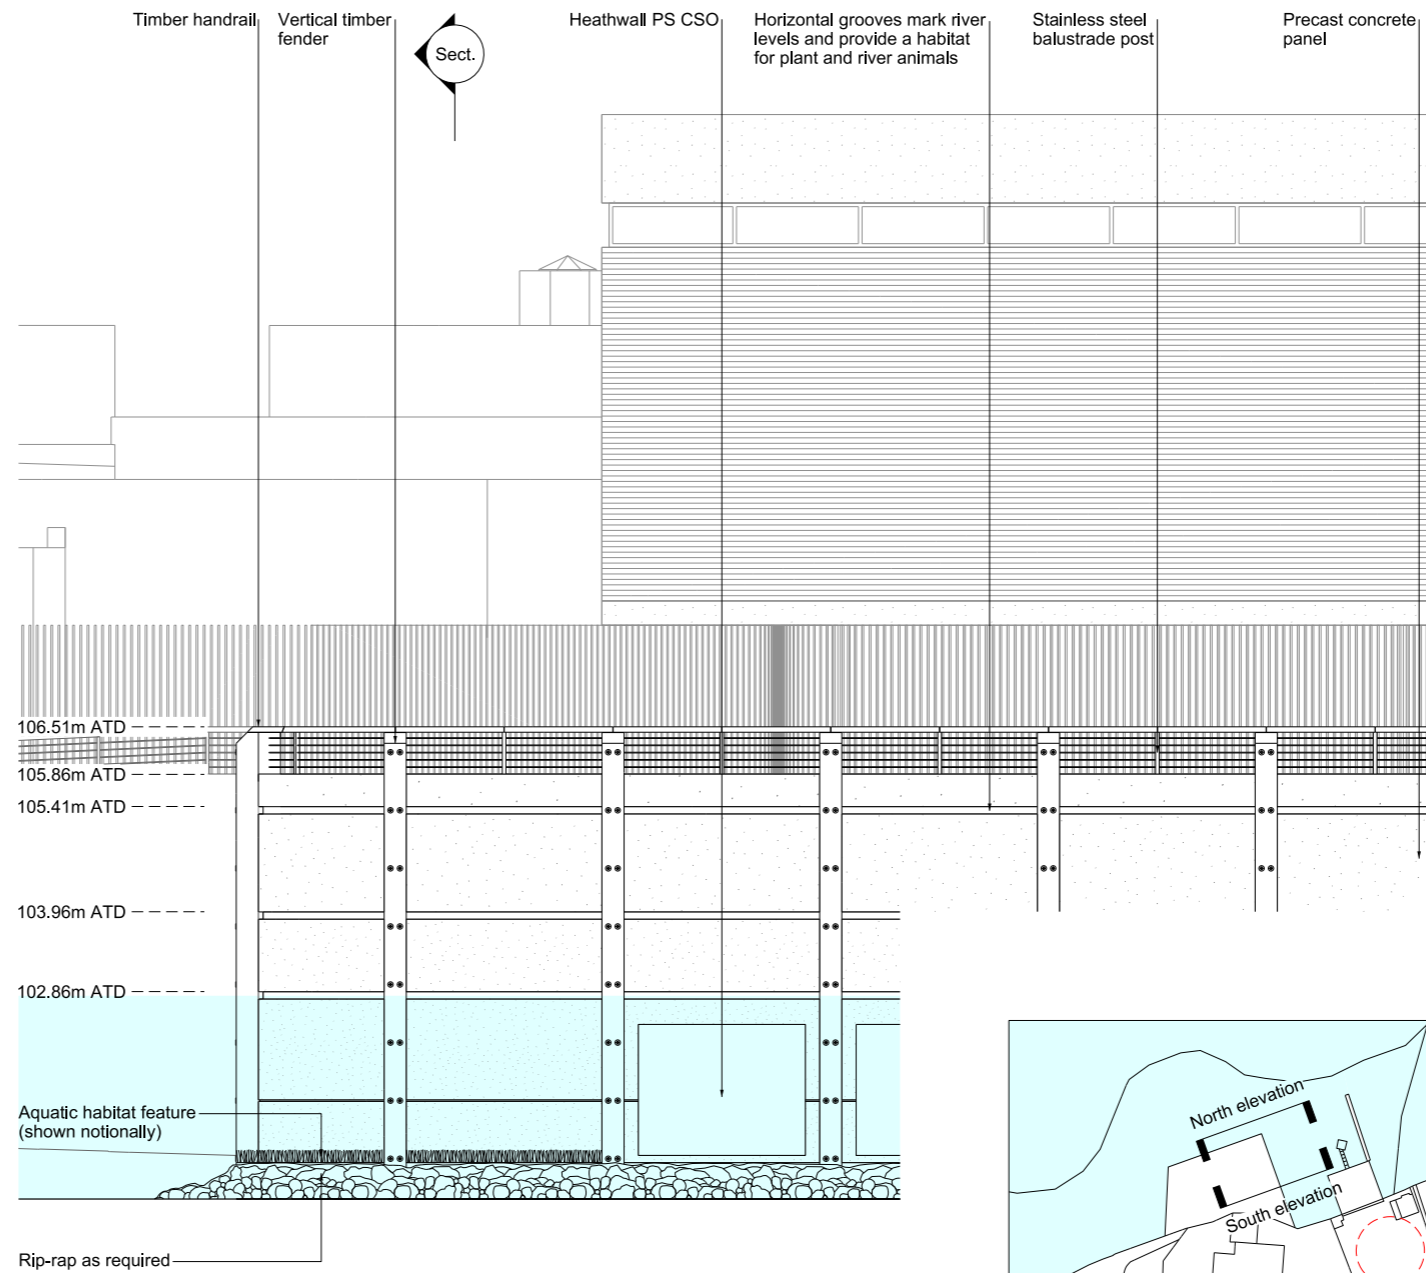 Timber handrail
Vertical timber
fender
Sect.
Heathwall PS CSO
Horizontal grooves mark river
levels and provide a habitat
for plant and river animals
Stainless steel
balustrade post
Precast concrete
panel
106.51m ATD
105.86m ATD
105.41m ATD
103.96m ATD
102.86m ATD
Aquatic habitat feature
(shown notionally)
Rip-rap as required
North elevation
South elevation